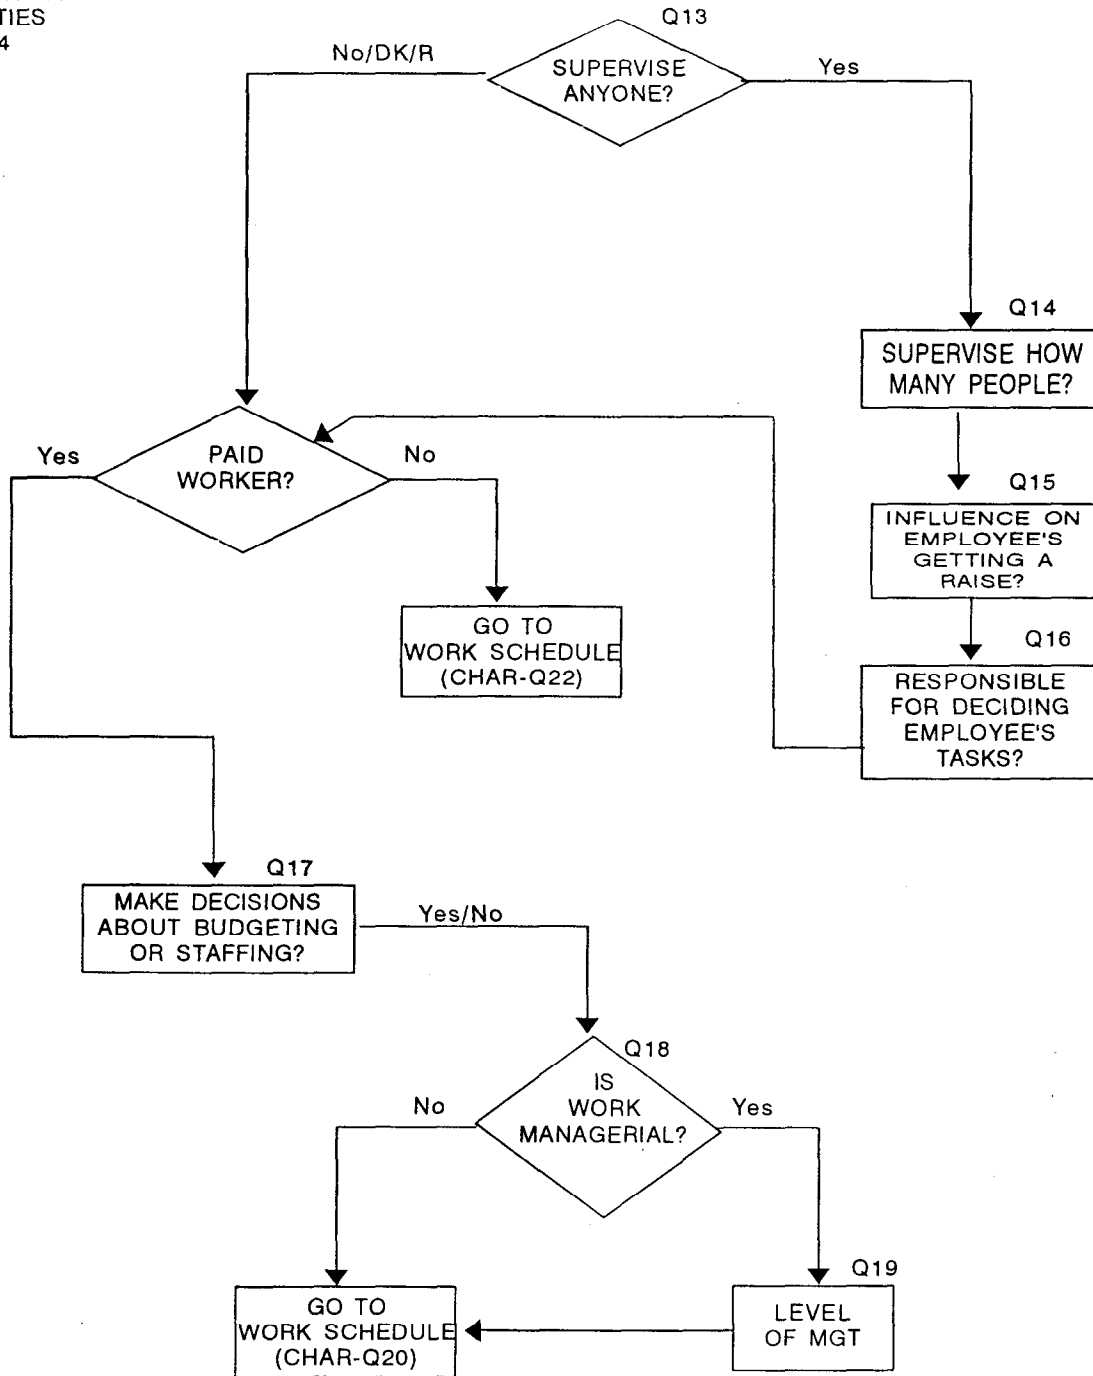 TIES
4
Q13
No/DK/R
SUPERVISE
ANYONE?
Yes
Q14
SUPERVISE HOW
MANY PEOPLE?
Yes
PAID
WORKER?
No
Q15
INFLUENCE ON
EMPLOYEE'S
GETTING A
RAISE?
GO TO
WORK SCHEDULE
(CHAR-Q22)
Q16
RESPONSIBLE
FOR DECIDING
EMPLOYEE'S
TASKS?
Q17
MAKE DECISIONS
ABOUT BUDGETING
OR STAFFING?
Yes/No
Q18
IS
WORK
MANAGERIAL?
No
Yes
Q19
LEVEL
OF MGT
GO TO
WORK SCHEDULE
(CHAR-Q20)